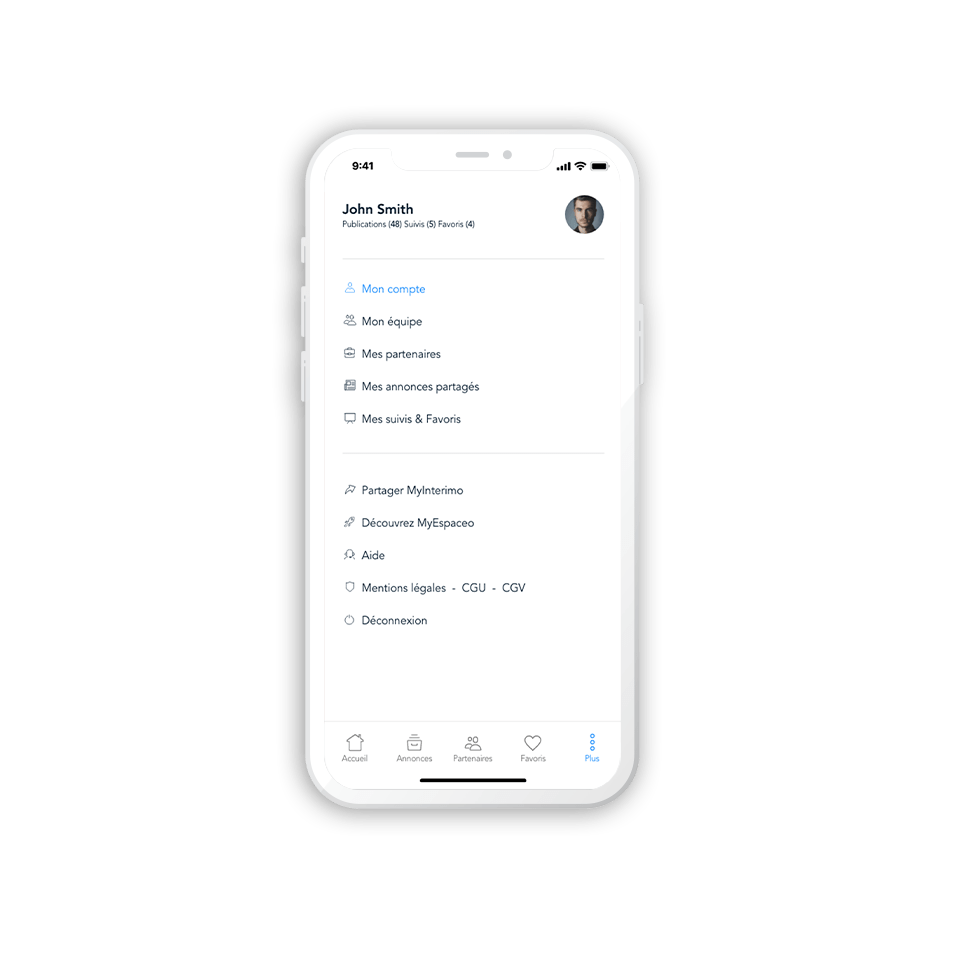 9:41
John Smith
Publications (48) Suivis (5) Favoris (4)
Mon compte
Mon équipe
Mes partenaires
Mes annonces partagés
Mes suivis & Favoris
Partager MyInterimo
Découvrez MyEspaceo
Aide
Mentions légales - CGU - CGV
Déconnexion
Accueil Annonces Partenaires Favoris Plus